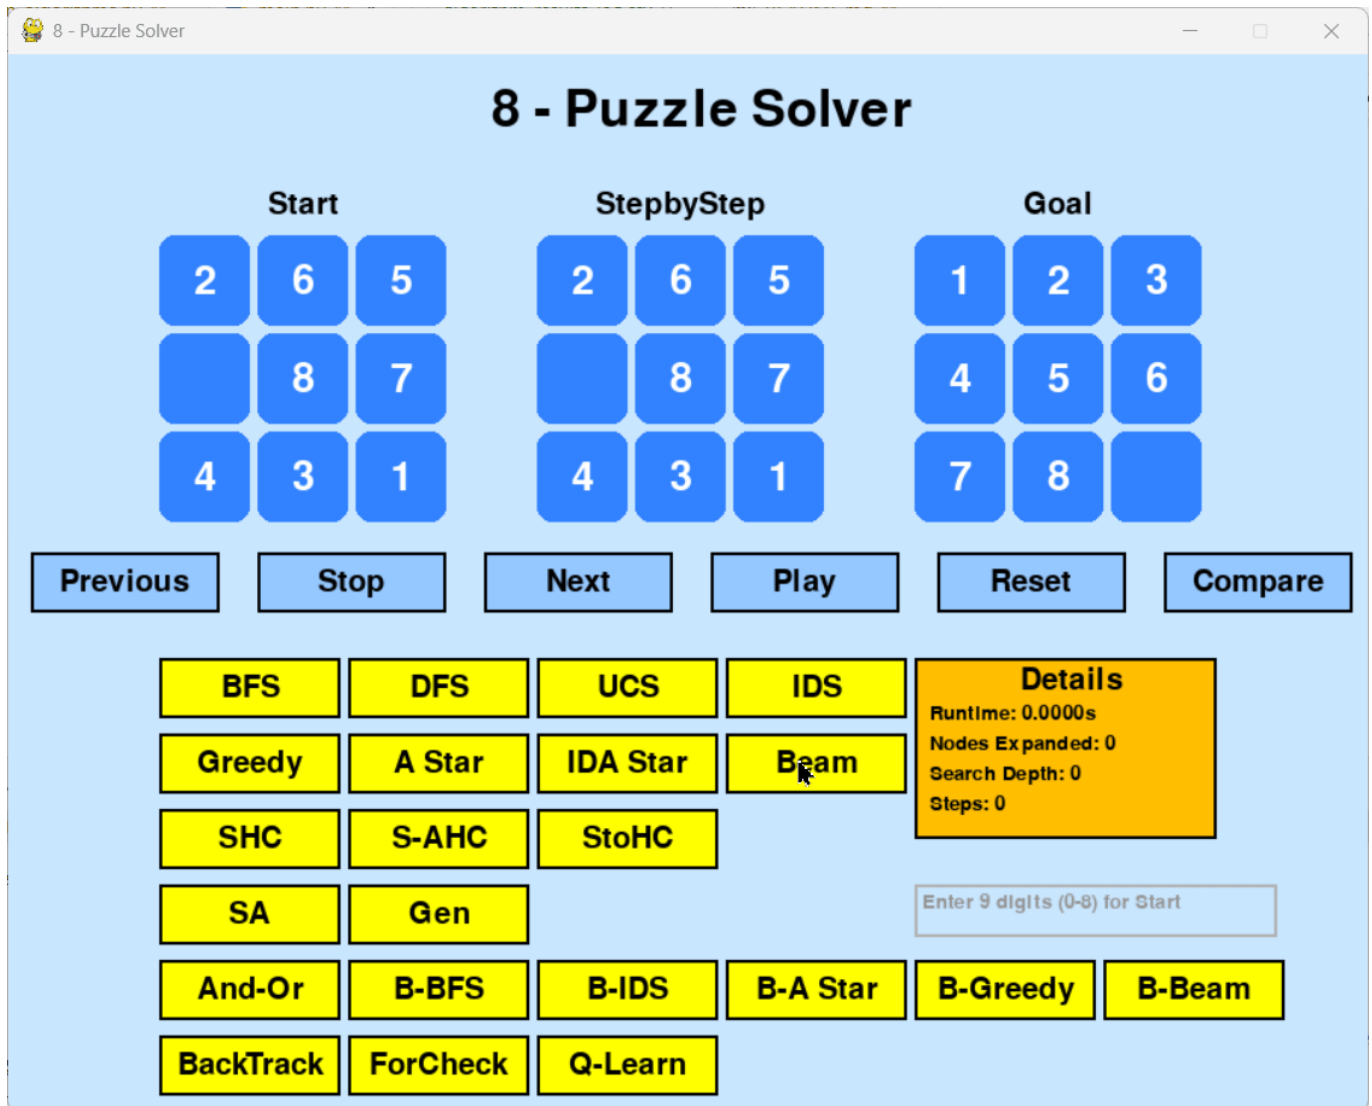 8 - Puzzle Solver
8 - Puzzle Solver
Start StepbyStep Goal
2 6 5 2 6 5 1 2 3
8 7 8 7 4 5 6
4 3 1 4 3 1 7 8
Previous Stop Next Play Reset Compare
BFS DFS UCS IDS
Details
Runtime: 0.0000s
Nodes Expanded: 0
Search Depth: 0
Steps: 0
Greedy A Star IDA Star Beam
SHC S-AHC StoHC
SA Gen
Enter 9 digits (0-8) for Start
And-Or B-BFS B-IDS B-A Star B-Greedy B-Beam
BackTrack ForCheck Q-Learn